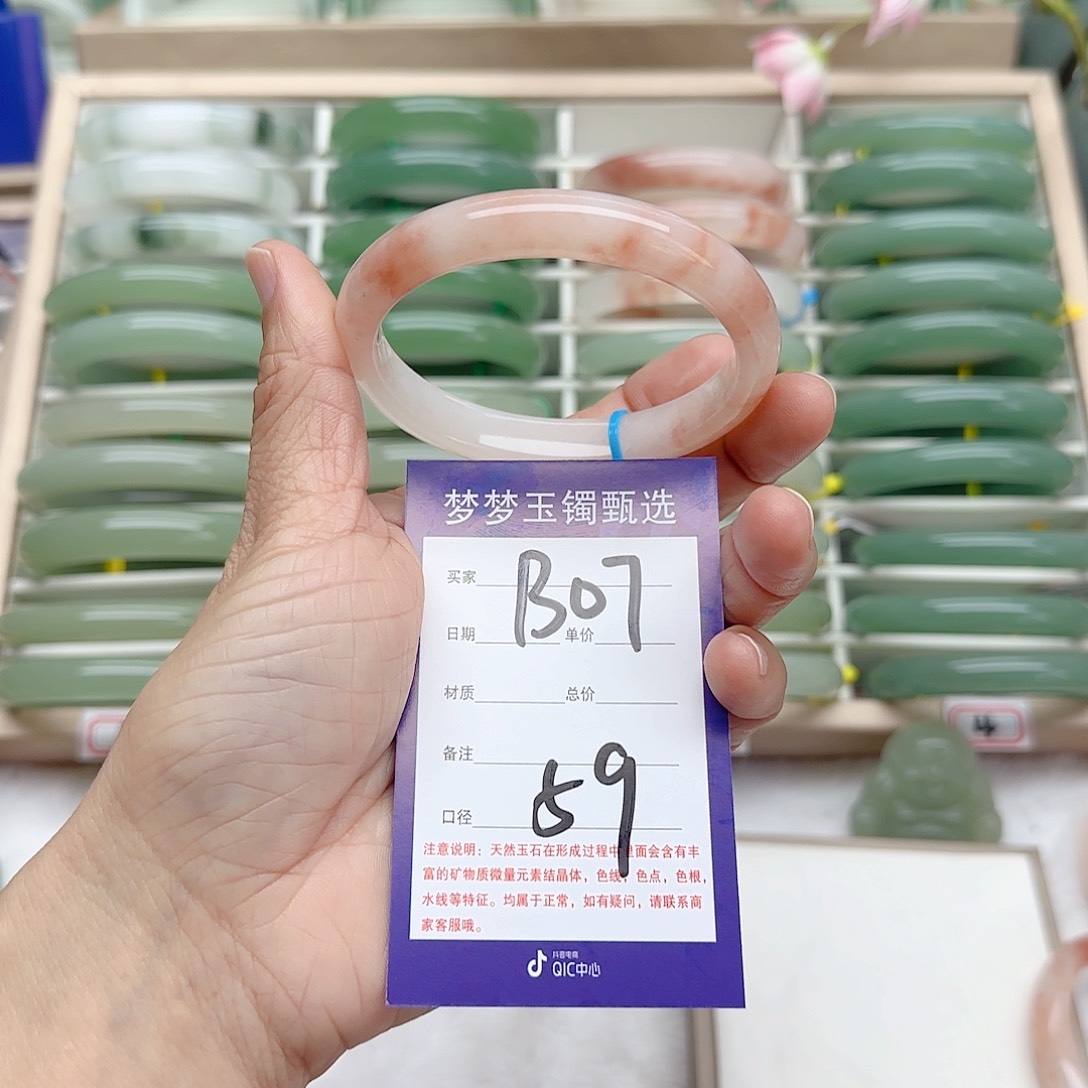 梦梦玉镯甄选
买家 B07
日期 单价
材质 总价
备注
口径 59
注意说明：天然玉石在形成过程中里面会含有丰
富的矿物质微量元素结晶体，色线，色点，色根，
水线等特征。均属于正常，如有疑问，请联系商
家客服哦。
抖音电商
QIC中心
4